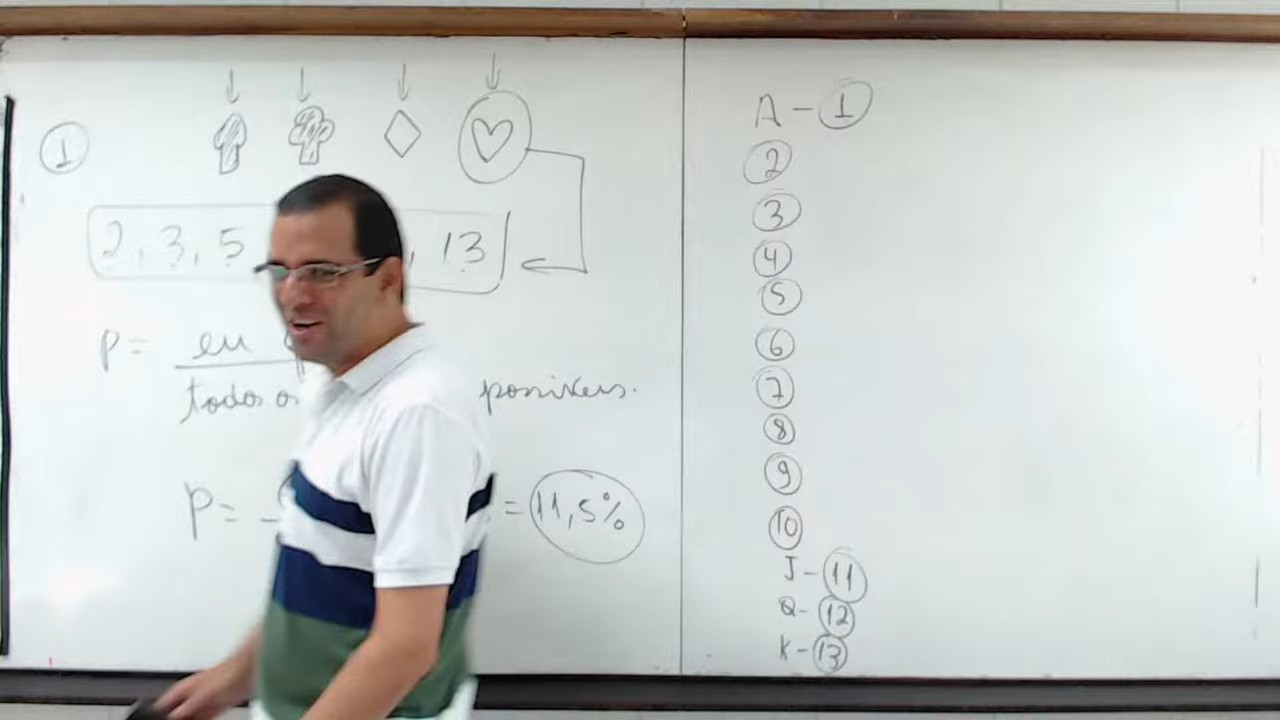 1
2, 3, 5 , 13
P = eu
todos os possíveis.
P = = 11,5%
A - 1
2
3
4
5
6
7
8
9
10
J - 11
Q - 12
K - 13